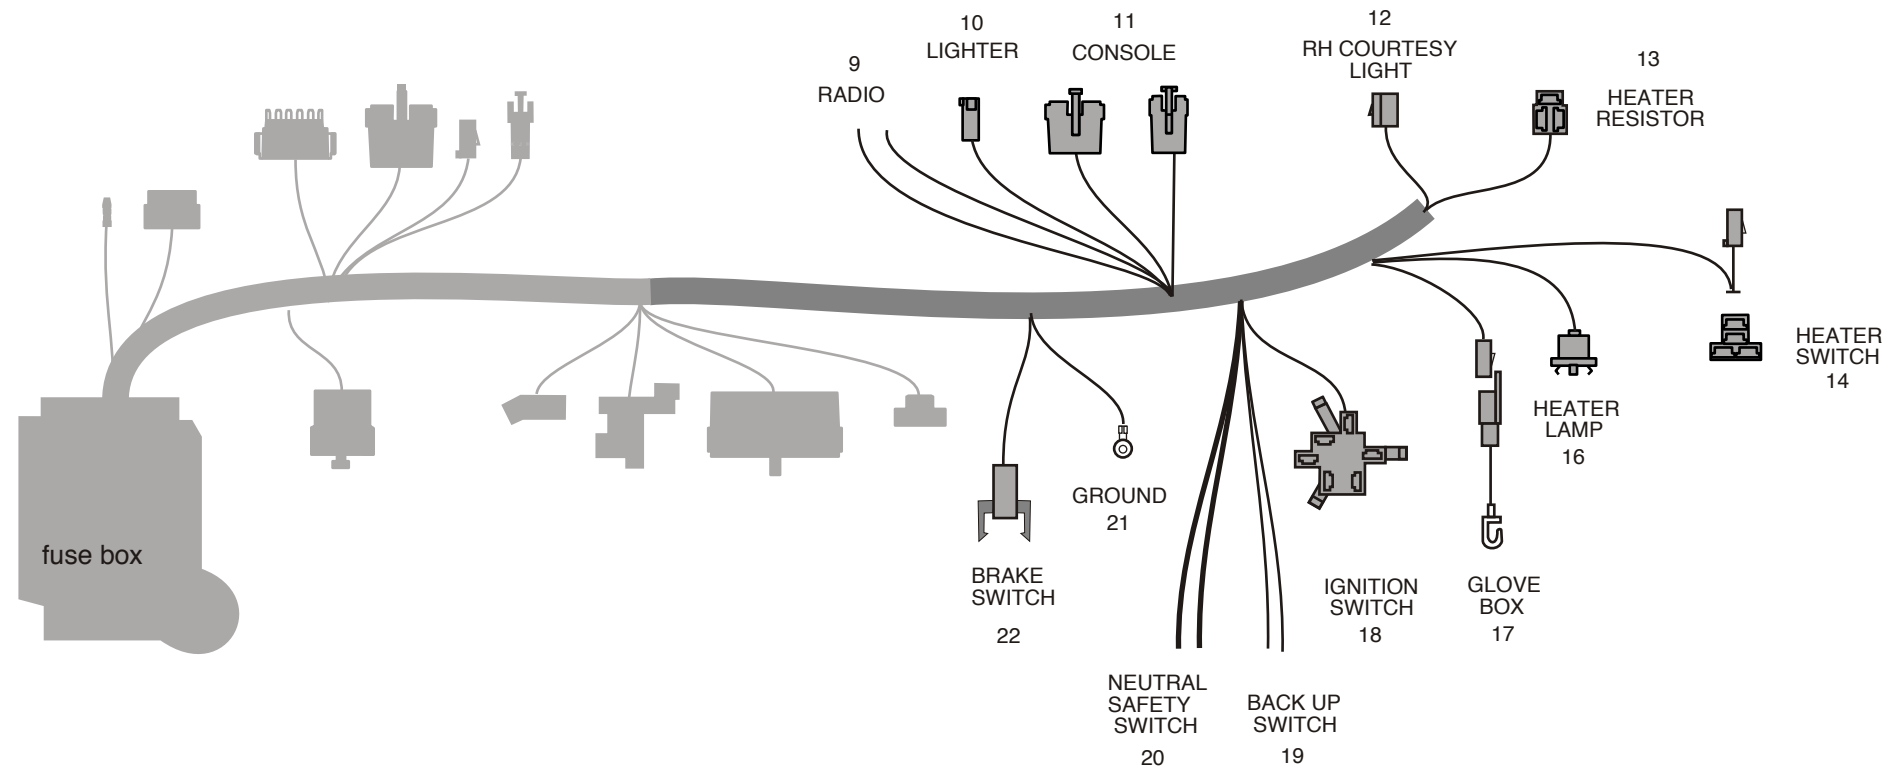 9
RADIO
10
LIGHTER
11
CONSOLE
12
RH COURTESY
LIGHT
13
HEATER
RESISTOR
HEATER
SWITCH
14
HEATER
LAMP
16
GLOVE
BOX
17
IGNITION
SWITCH
18
BACK UP
SWITCH
19
NEUTRAL
SAFETY
SWITCH
20
GROUND
21
BRAKE
SWITCH
22
fuse box